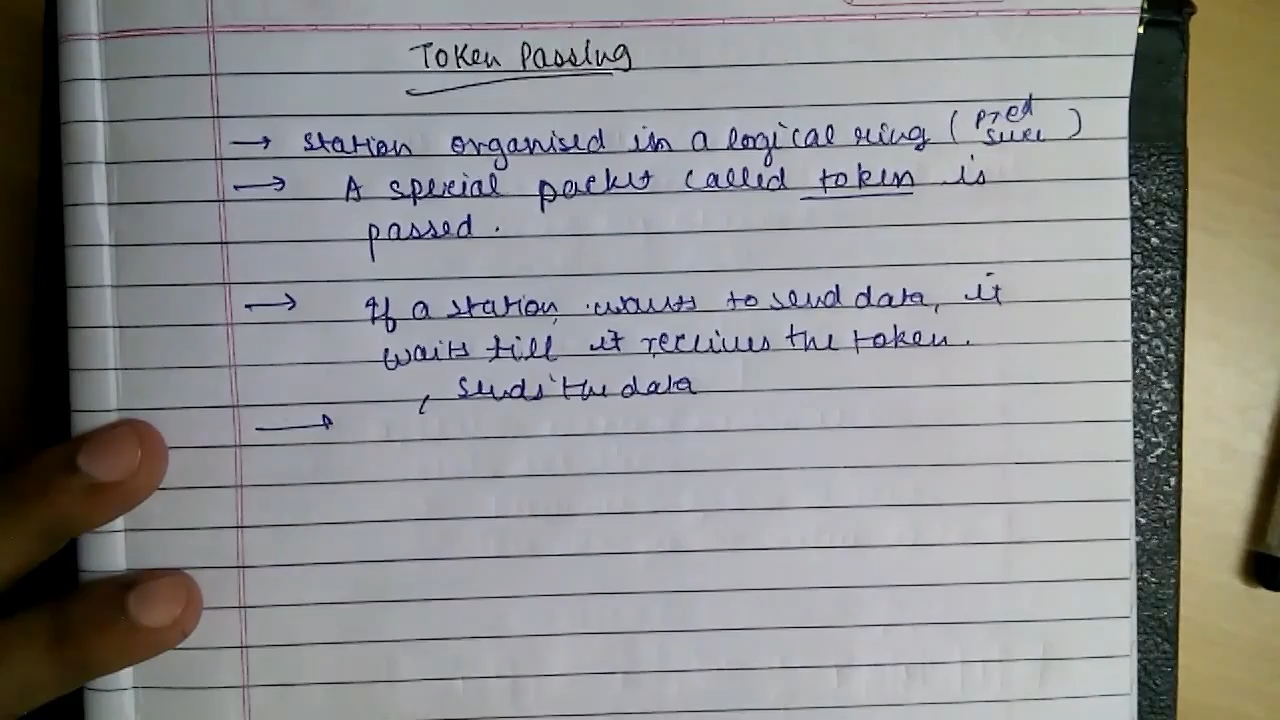 Token Passing
→ station organised in a logical ring ( pred
succ )
→ A special packet called token is
passed.
→ If a station wants to send data, it
waits till it receives the token.
, sends the data
→